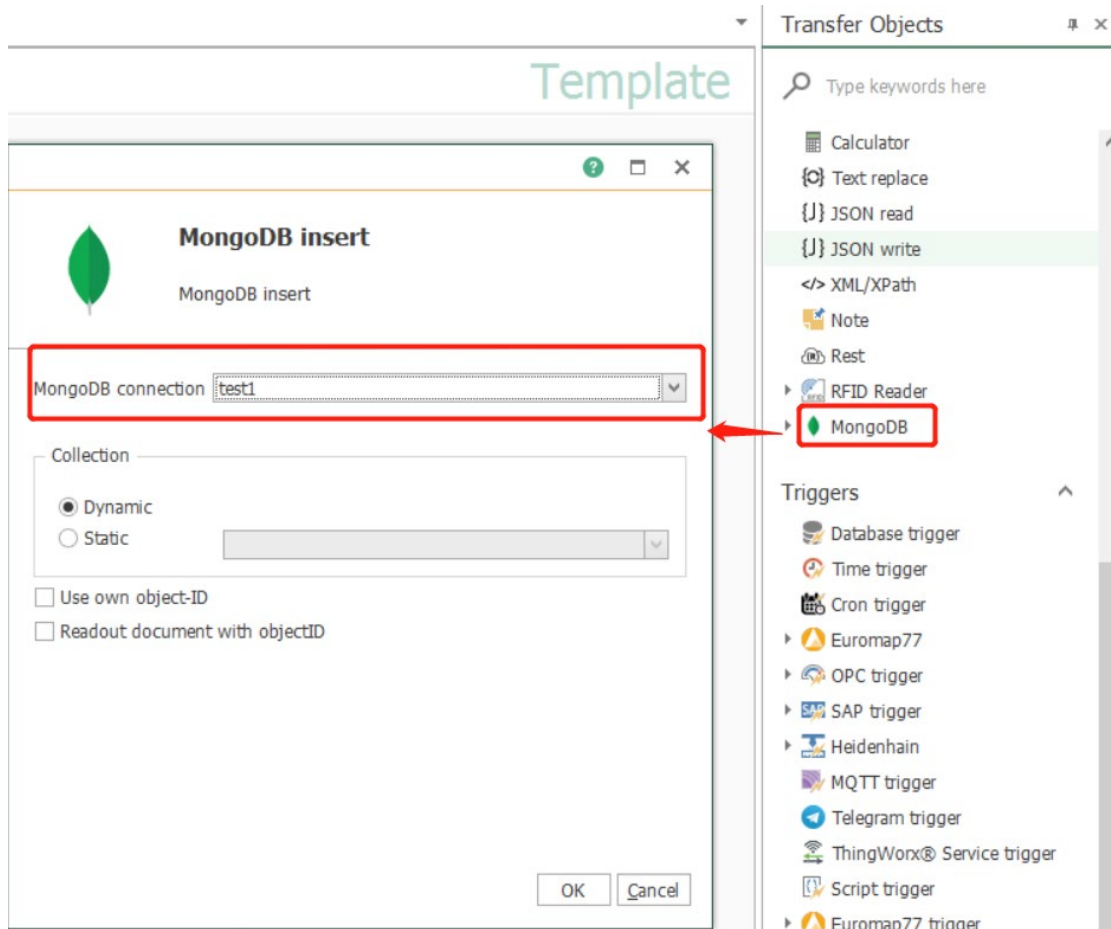 Transfer Objects
Template
Type keywords here
Calculator
Text replace
JSON read
JSON write
XML/XPath
Note
Rest
RFID Reader
MongoDB
Triggers
Database trigger
Time trigger
Cron trigger
Euromap77
OPC trigger
SAP trigger
Heidenhain
MQTT trigger
Telegram trigger
ThingWorx® Service trigger
Script trigger
Euromap77 trigger
MongoDB insert
MongoDB insert
MongoDB connection test1
Collection
Dynamic
Static
Use own object-ID
Readout document with objectID
OK Cancel